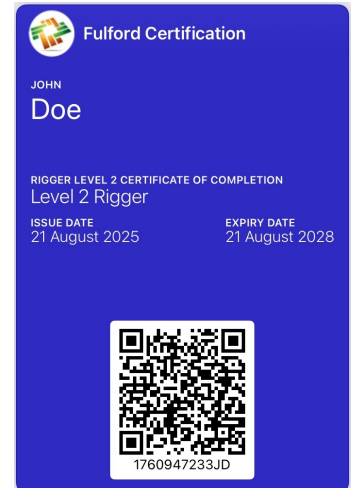 Fulford Certification
JOHN
Doe
RIGGER LEVEL 2 CERTIFICATE OF COMPLETION
Level 2 Rigger
ISSUE DATE EXPIRY DATE
21 August 2025 21 August 2028
1760947233JD